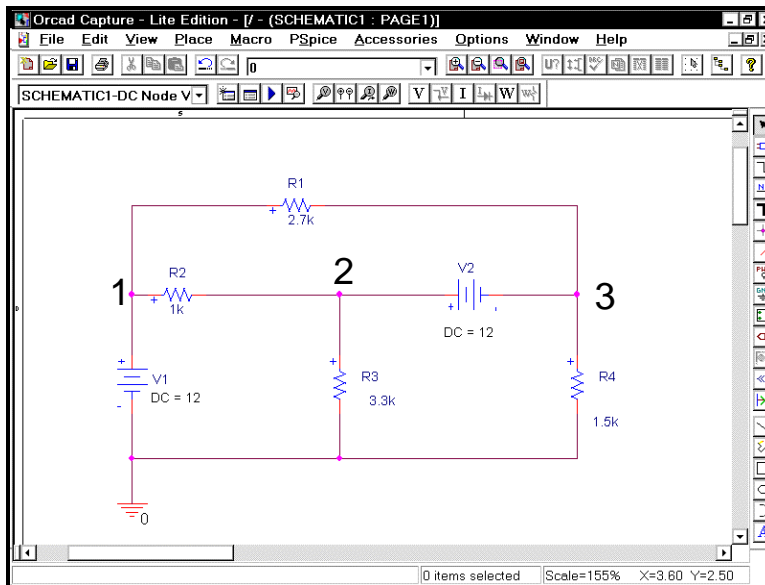 Orcad Capture - Lite Edition - [/ - (SCHEMATIC1 : PAGE1)]
File Edit View Place Macro PSpice Accessories Options Window Help
0 U?
SCHEMATIC1-DC Node V V I W
5
R1
2.7k
1
R2
1k
2
V2
DC = 12
3
V1
DC = 12
R3
3.3k
R4
1.5k
0
0 items selected Scale=155% X=3.60 Y=2.50